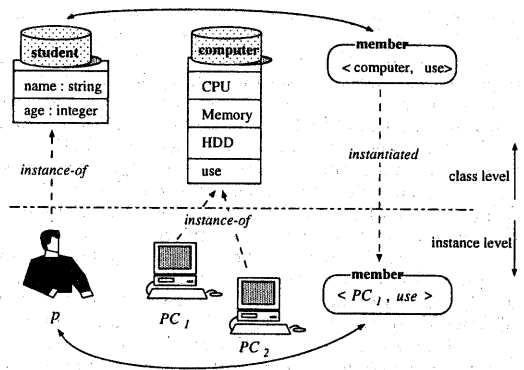 student
name : string
age : integer
computer
CPU
Memory
HDD
use
member
< computer, use>
instance-of
instantiated
class level
instance-of
instance level
member
< PC 1 , use >
p
PC 1
PC 2